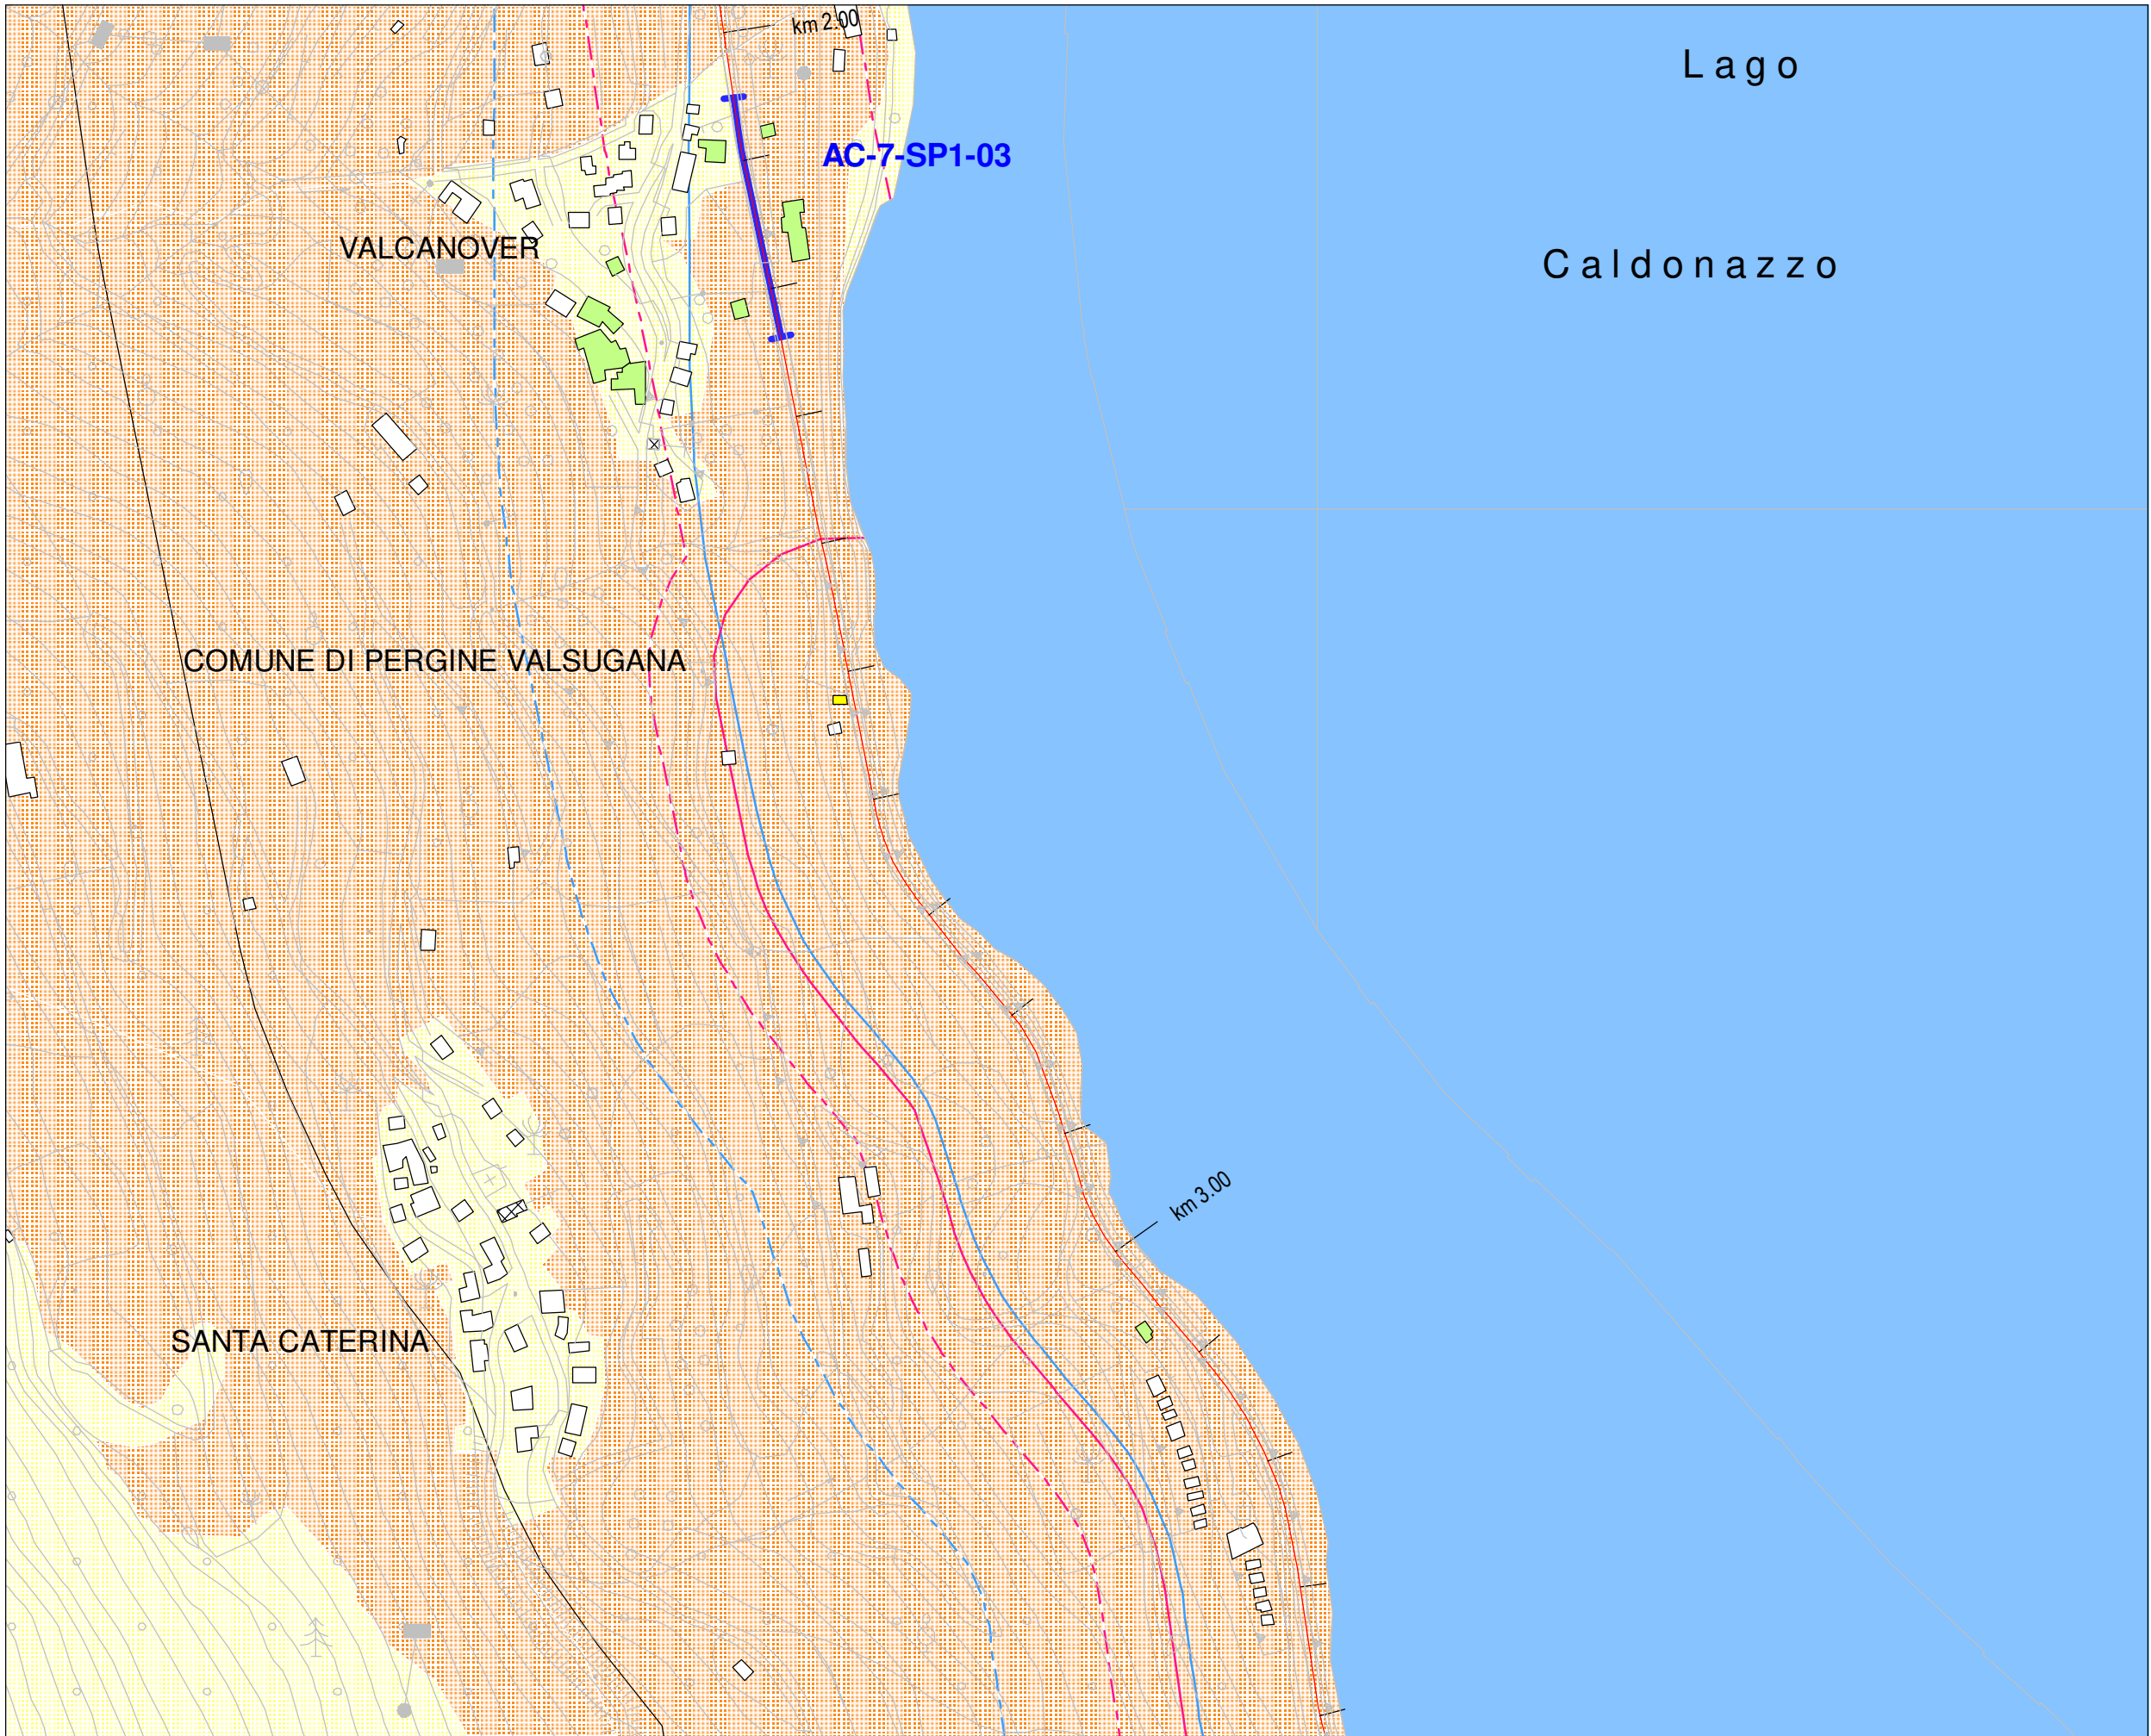 km 2.00
Lago
AC-7-SP1-03
VALCANOVER
Caldonazzo
COMUNE DI PERGINE VALSUGANA
km 3.00
SANTA CATERINA